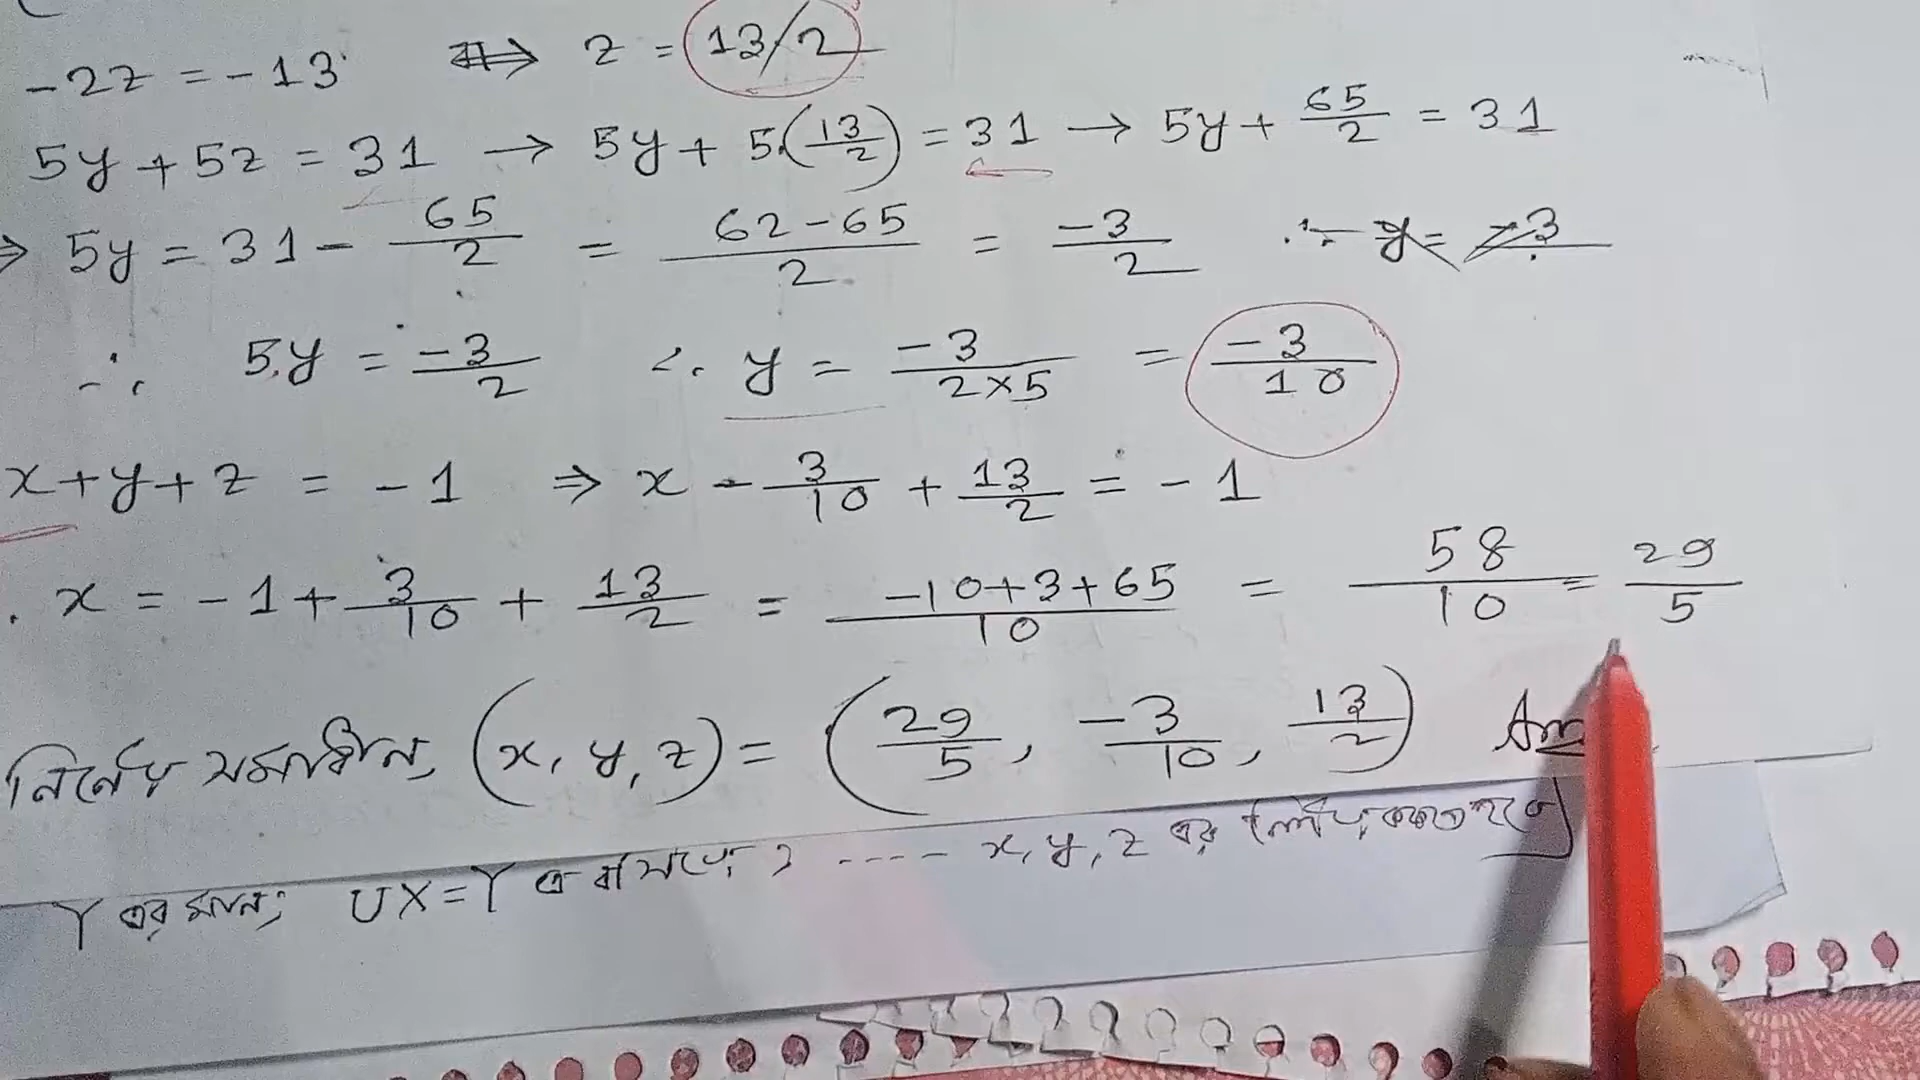 -2z = -13 ⇒ z = 13/2
5y + 5z = 31 → 5y + 5.(13/2) = 31 → 5y + 65/2 = 31
⇒ 5y = 31 - 65/2 = (62-65)/2 = -3/2 ∴ y = -3
∴ 5y = -3/2 ∴ y = -3/(2×5) = -3/10
x+y+z = -1 ⇒ x - 3/10 + 13/2 = -1
x = -1 + 3/10 + 13/2 = (-10+3+65)/10 = 58/10 = 29/5
নির্ণেয় সমাধান, (x, y, z) = (29/5, -3/10, 13/2)
Y এর মান; UX=Y এ ---- x, y, z এর